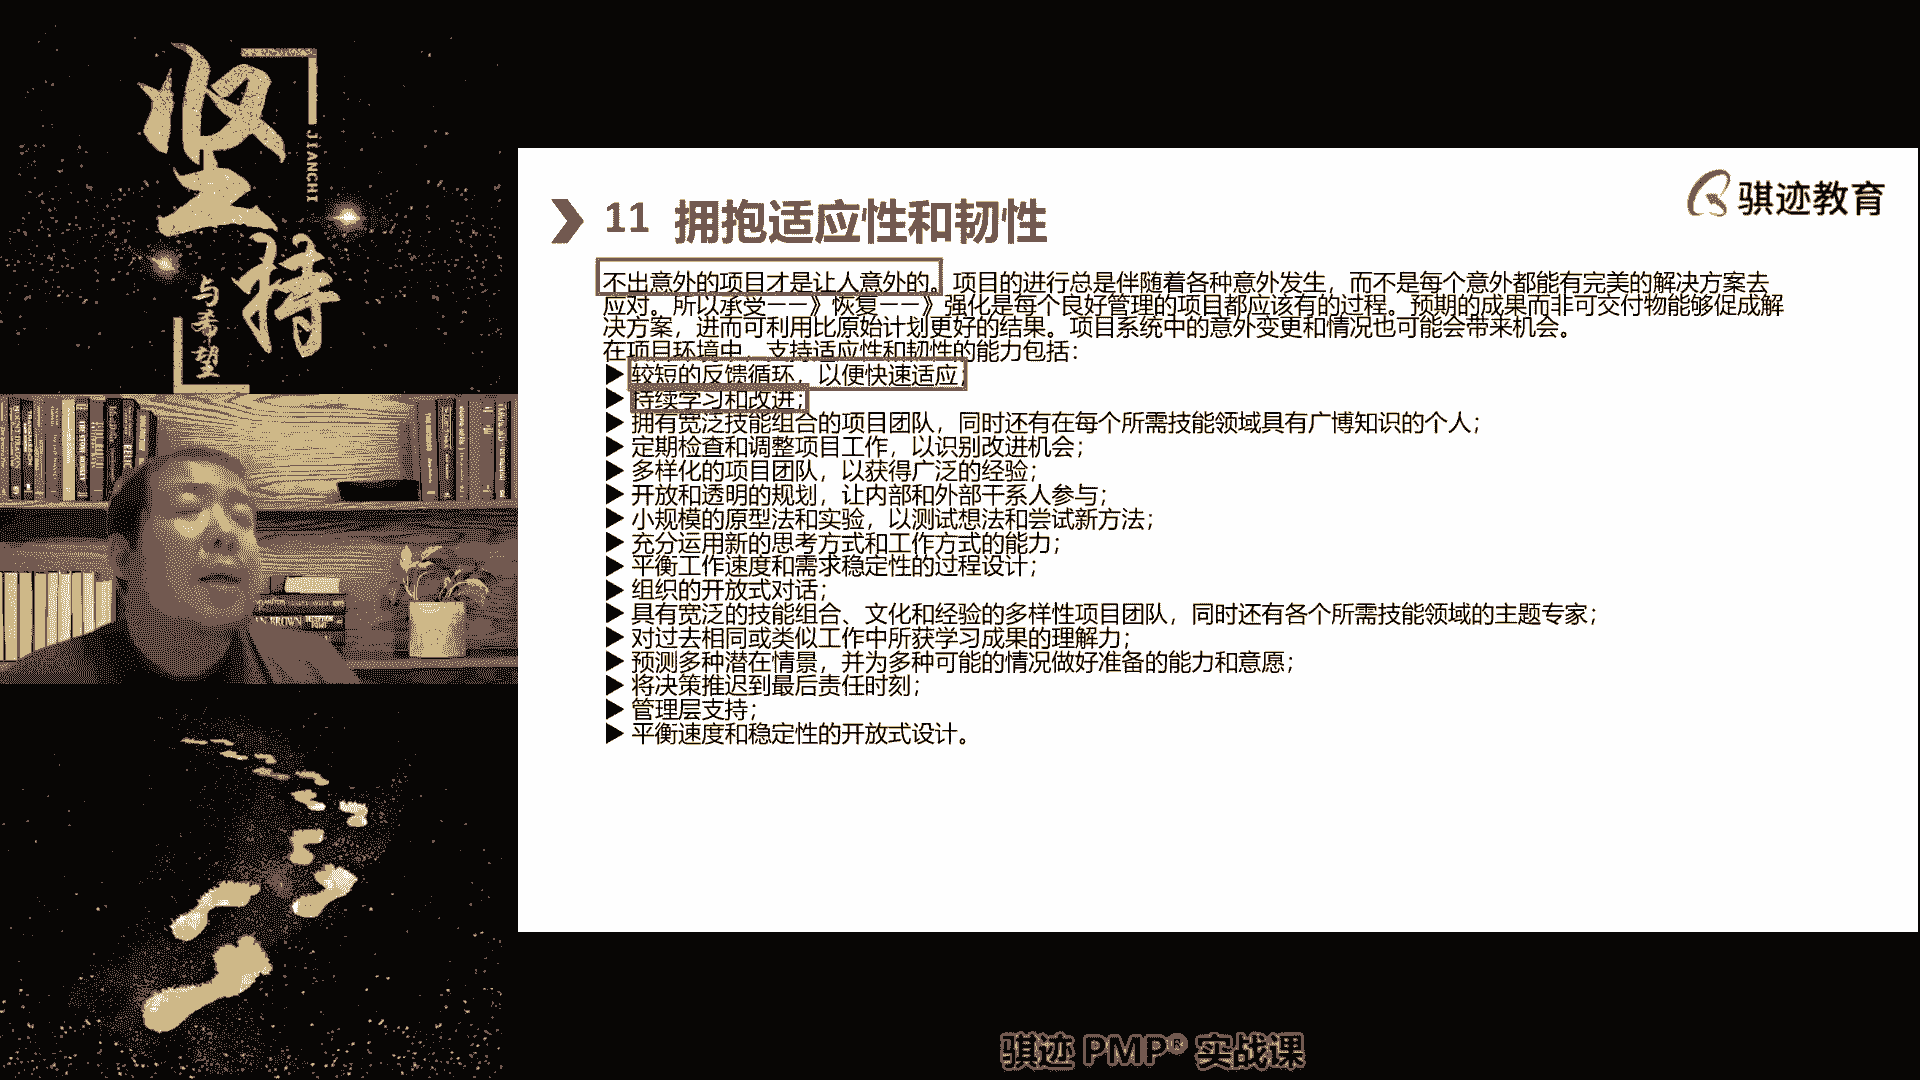 坚持
JIANCHI
与希望
骐迹教育
11 拥抱适应性和韧性
不出意外的项目才是让人意外的。项目的进行总是伴随着各种意外发生，而不是每个意外都能有完美的解决方案去
应对。所以承受——》恢复——》强化是每个良好管理的项目都应该有的过程。预期的成果而非可交付物能够促成解
决方案，进而可利用比原始计划更好的结果。项目系统中的意外变更和情况也可能会带来机会。
在项目环境中，支持适应性和韧性的能力包括：
▶ 较短的反馈循环，以便快速适应；
▶ 持续学习和改进；
▶ 拥有宽泛技能组合的项目团队，同时还有在每个所需技能领域具有广博知识的个人；
▶ 定期检查和调整项目工作，以识别改进机会；
▶ 多样化的项目团队，以获得广泛的经验；
▶ 开放和透明的规划，让内部和外部干系人参与；
▶ 小规模的原型法和实验，以测试想法和尝试新方法；
▶ 充分运用新的思考方式和工作方式的能力；
▶ 平衡工作速度和需求稳定性的过程设计；
▶ 组织的开放式对话；
▶ 具有宽泛的技能组合、文化和经验的多样性项目团队，同时还有各个所需技能领域的主题专家；
▶ 对过去相同或类似工作中所获学习成果的理解力；
▶ 预测多种潜在情景，并为多种可能的情况做好准备的能力和意愿；
▶ 将决策推迟到最后责任时刻；
▶ 管理层支持；
▶ 平衡速度和稳定性的开放式设计。
骐迹 PMP® 实战课